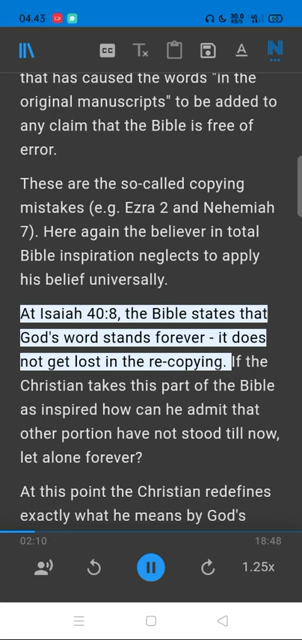 04.43
CC
A
N
that has caused the words "in the
original manuscripts" to be added to
any claim that the Bible is free of
error.
These are the so-called copying
mistakes (e.g. Ezra 2 and Nehemiah
7). Here again the believer in total
Bible inspiration neglects to apply
his belief universally.
At Isaiah 40:8, the Bible states that
God's word stands forever - it does
not get lost in the re-copying. If the
Christian takes this part of the Bible
as inspired how can he admit that
other portion have not stood till now,
let alone forever?
At this point the Christian redefines
exactly what he means by God's
02:10 18:48
1.25x